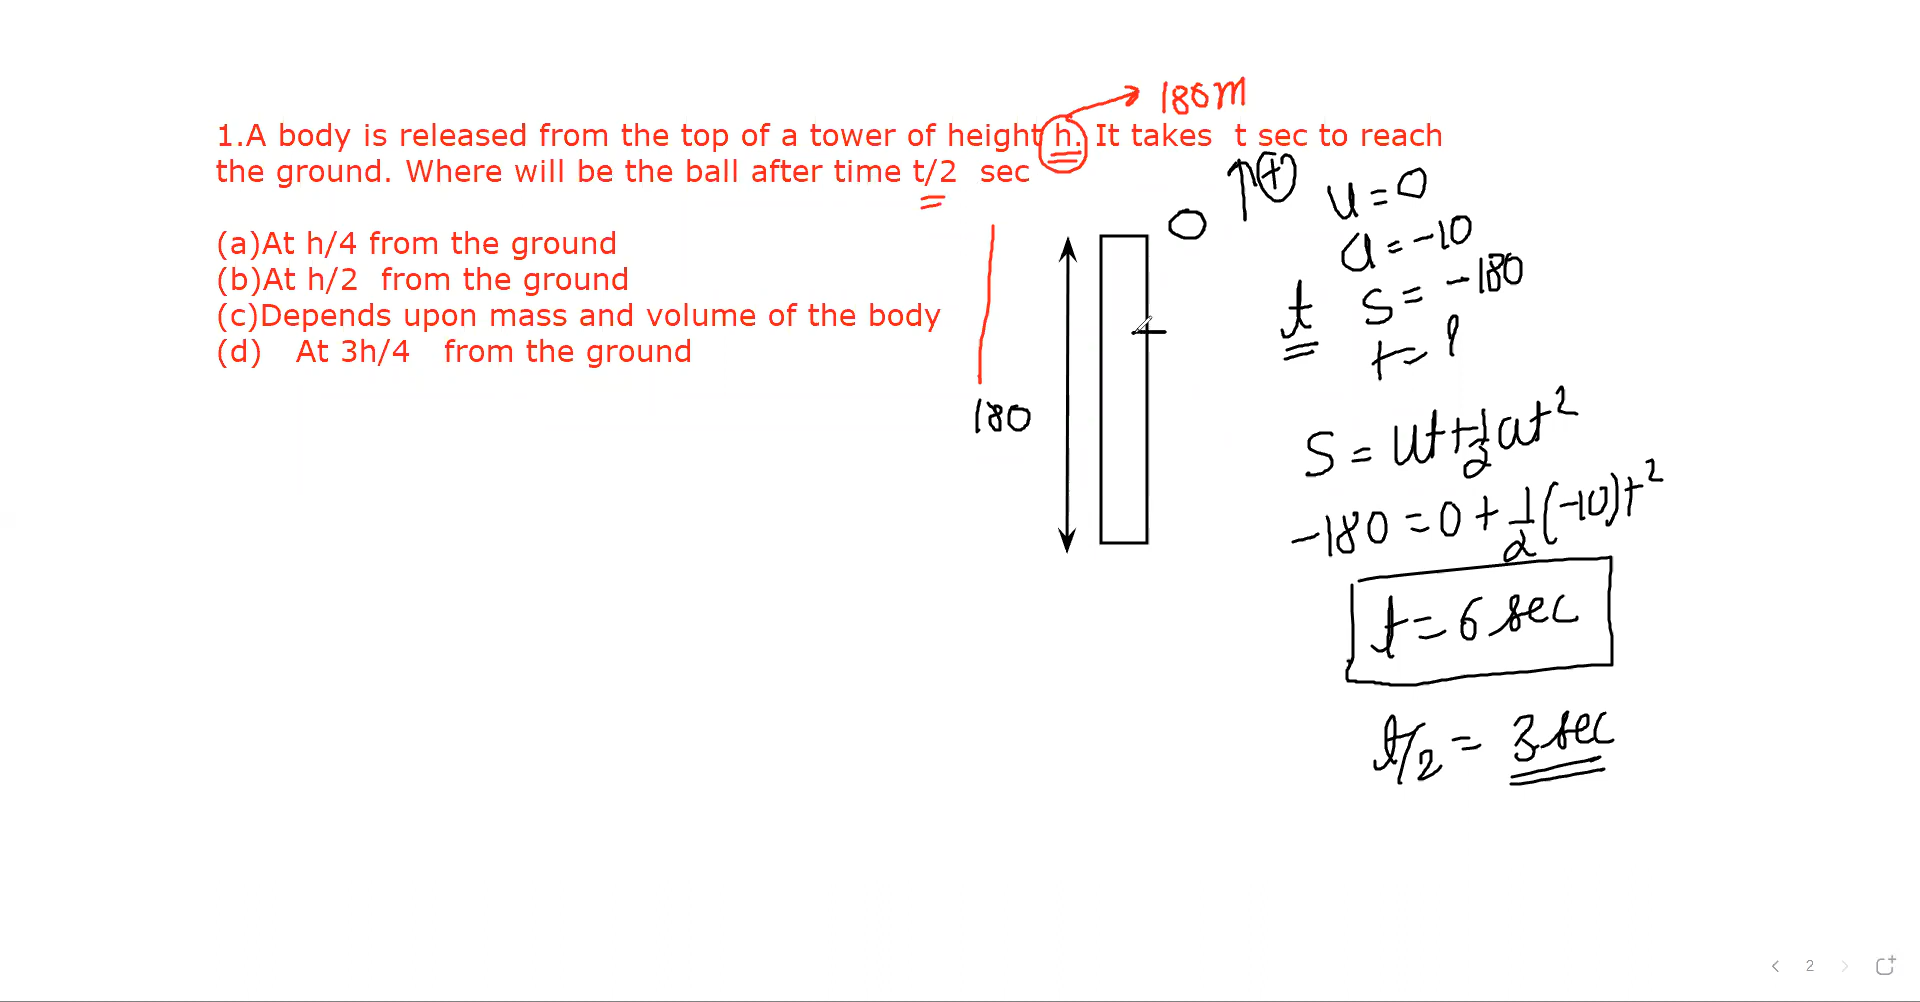 180m
1.A body is released from the top of a tower of height h. It takes t sec to reach
the ground. Where will be the ball after time t/2 sec
(a)At h/4 from the ground
(b)At h/2 from the ground
(c)Depends upon mass and volume of the body
(d) At 3h/4 from the ground
180
↑ +
u = 0
a = -10
t
s = -180
t = ?
S = ut + 1/2 at²
-180 = 0 + 1/2 (-10)t²
t = 6 sec
t/2 = 3 sec
< 2 >